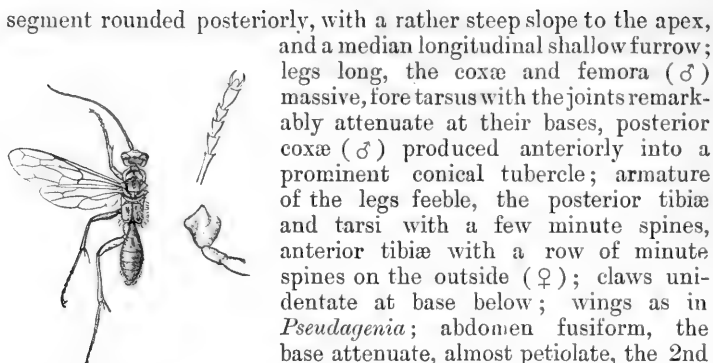 segment rounded posteriorly, with a rather steep slope to the apex,
and a median longitudinal shallow furrow;
legs long, the coxæ and femora (♂)
massive, fore tarsus with the joints remark-
ably attenuate at their bases, posterior
coxæ (♂) produced anteriorly into a
prominent conical tubercle; armature
of the legs feeble, the posterior tibiæ
and tarsi with a few minute spines,
anterior tibiæ with a row of minute
spines on the outside (♀); claws uni-
dentate at base below; wings as in
Pseudagenia; abdomen fusiform, the
base attenuate, almost petiolate, the 2nd